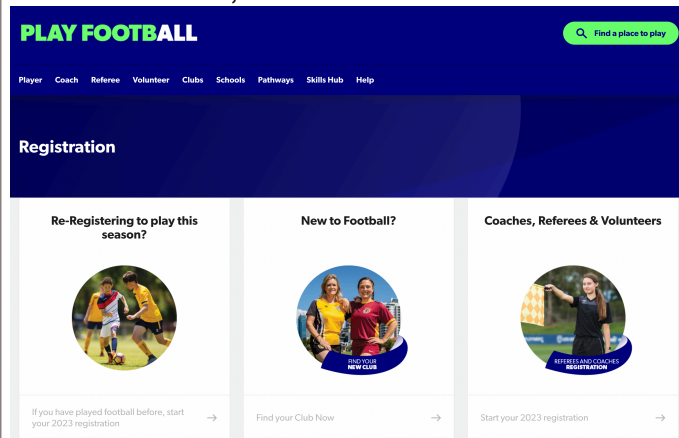 PLAY FOOTBALL
Find a place to play
Player Coach Referee Volunteer Clubs Schools Pathways Skills Hub Help
Registration
Re-Registering to play this
season?
New to Football?
Coaches, Referees & Volunteers
FIND YOUR
NEW CLUB
REFEREES AND COACHES
REGISTRATION
If you have played football before, start
your 2023 registration
Find your Club Now
Start your 2023 registration